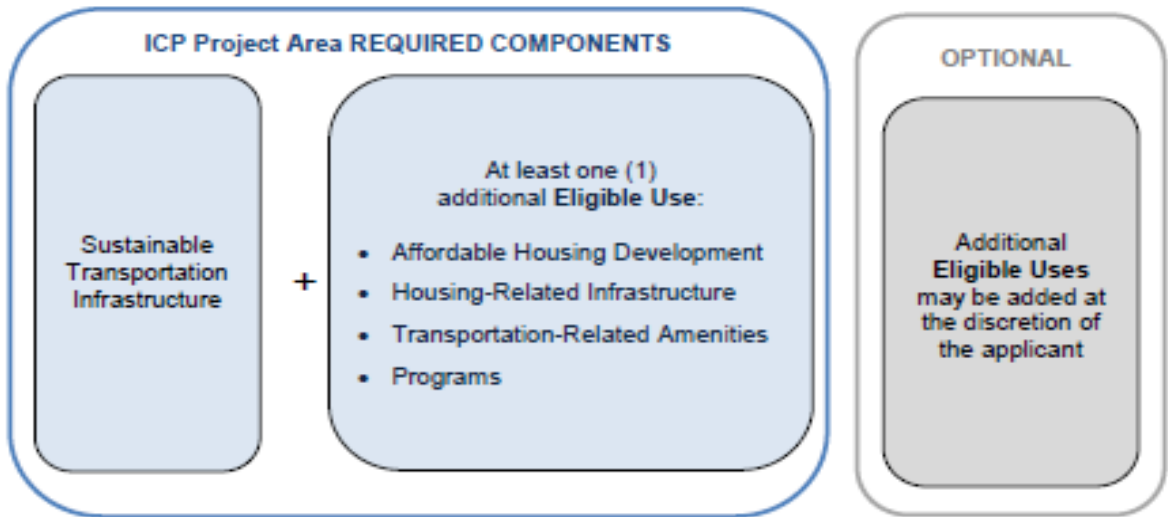 ICP Project Area REQUIRED COMPONENTS
Sustainable
Transportation
Infrastructure
+
At least one (1)
additional Eligible Use:
• Affordable Housing Development
• Housing-Related Infrastructure
• Transportation-Related Amenities
• Programs
OPTIONAL
Additional
Eligible Uses
may be added at
the discretion of
the applicant